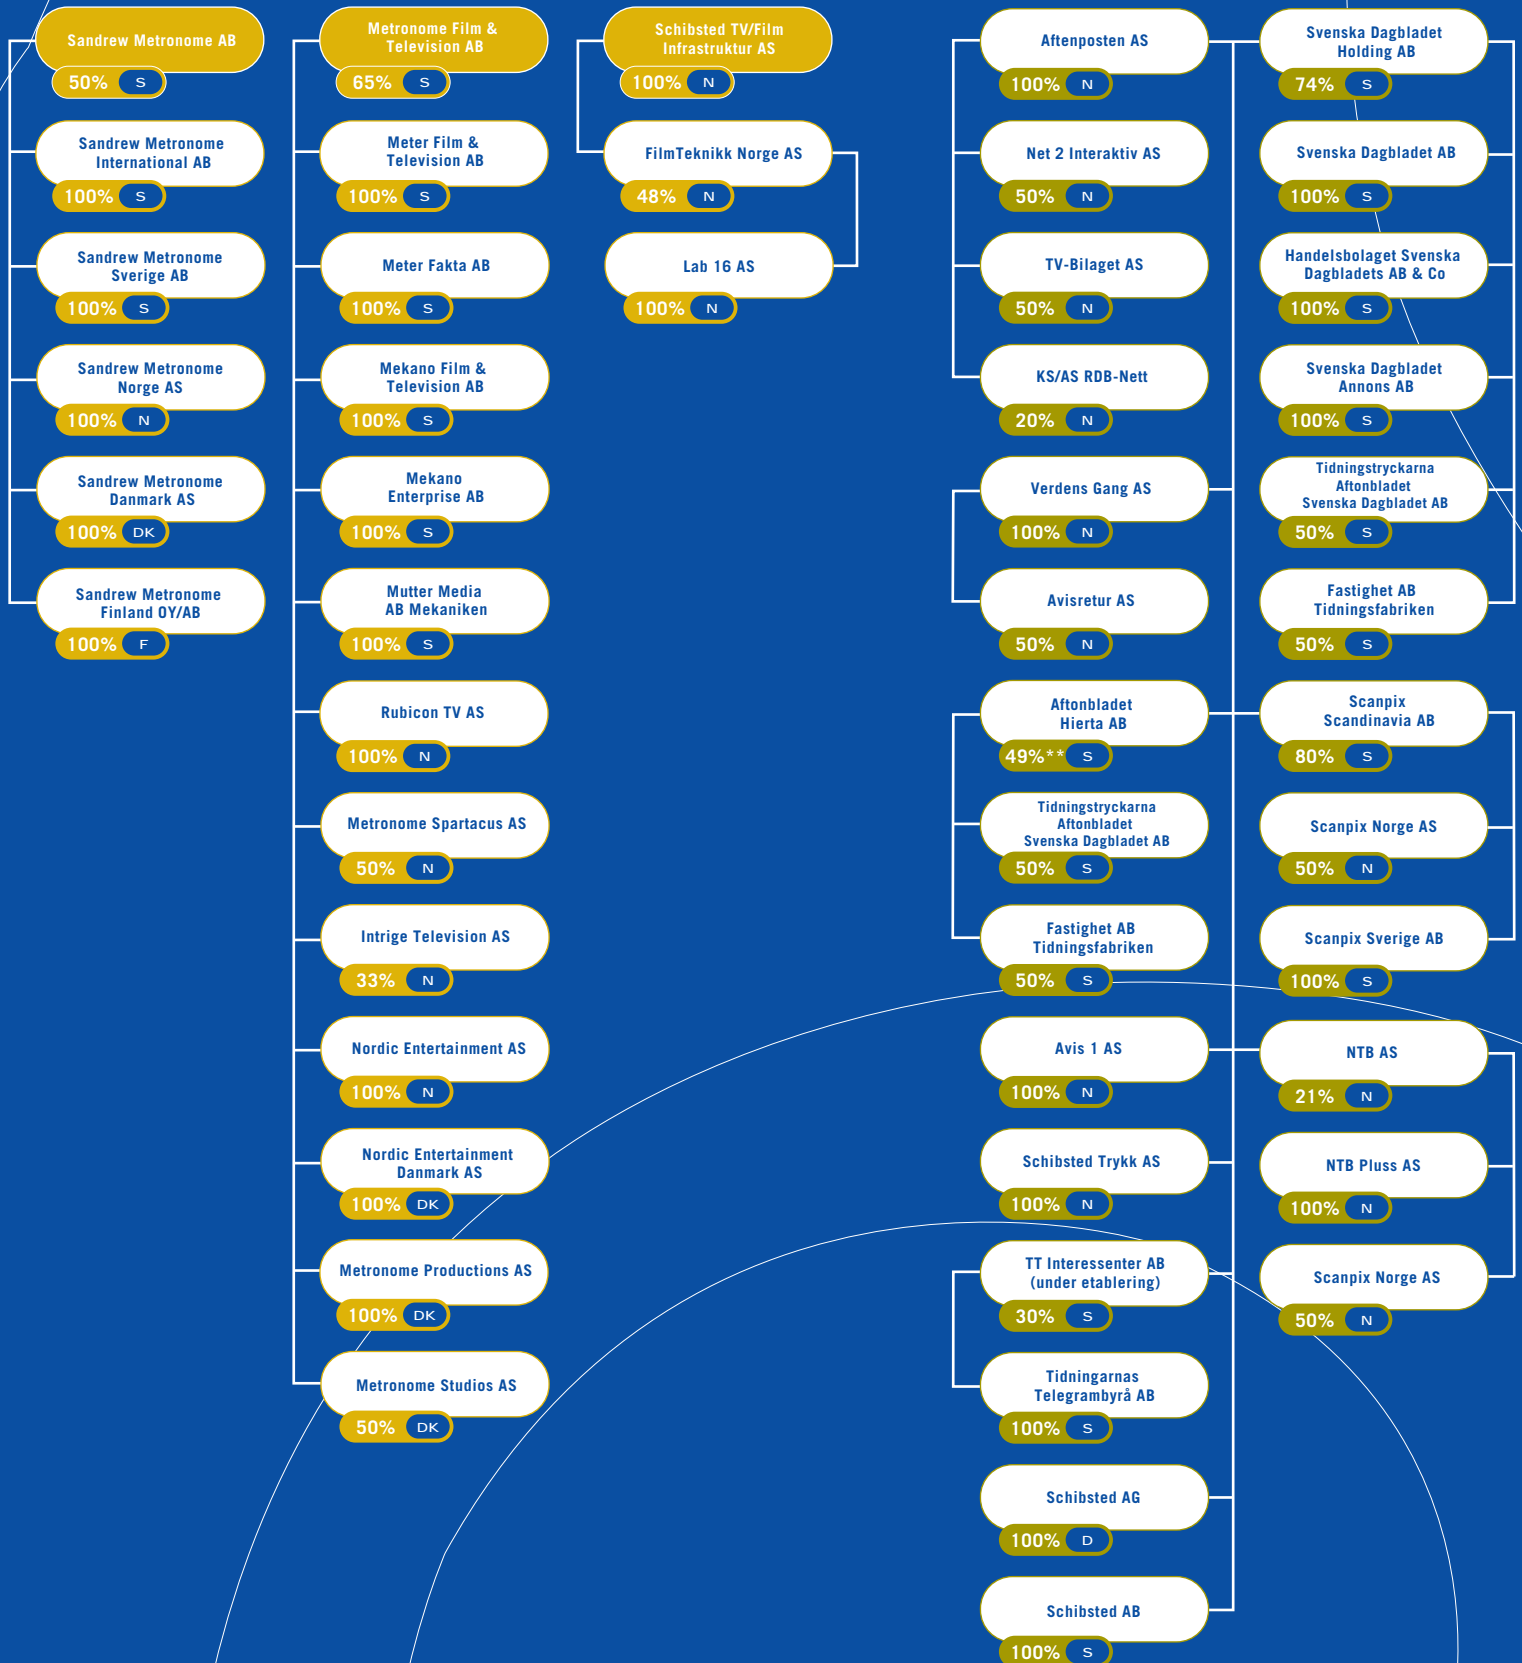 Sandrew Metronome AB
50% S
Sandrew Metronome
International AB
100% S
Sandrew Metronome
Sverige AB
100% S
Sandrew Metronome
Norge AS
100% N
Sandrew Metronome
Danmark AS
100% DK
Sandrew Metronome
Finland OY/AB
100% F
Metronome Film &
Television AB
65% S
Meter Film &
Television AB
100% S
Meter Fakta AB
100% S
Mekano Film &
Television AB
100% S
Mekano
Enterprise AB
100% S
Mutter Media
AB Mekaniken
100% S
Rubicon TV AS
100% N
Metronome Spartacus AS
50% N
Intrige Television AS
33% N
Nordic Entertainment AS
100% N
Nordic Entertainment
Danmark AS
100% DK
Metronome Productions AS
100% DK
Metronome Studios AS
50% DK
Schibsted TV/Film
Infrastruktur AS
100% N
FilmTeknikk Norge AS
48% N
Lab 16 AS
100% N
Aftenposten AS
100% N
Net 2 Interaktiv AS
50% N
TV-Bilaget AS
50% N
KS/AS RDB-Nett
20% N
Verdens Gang AS
100% N
Avisretur AS
50% N
Aftonbladet
Hierta AB
49%** S
Tidningstryckarna
Aftonbladet
Svenska Dagbladet AB
50% S
Fastighet AB
Tidningsfabriken
50% S
Avis 1 AS
100% N
Schibsted Trykk AS
100% N
TT Interessenter AB
(under etablering)
30% S
Tidningarnas
Telegrambyrå AB
100% S
Schibsted AG
100% D
Schibsted AB
100% S
Svenska Dagbladet
Holding AB
74% S
Svenska Dagbladet AB
100% S
Handelsbolaget Svenska
Dagbladets AB & Co
100% S
Svenska Dagbladet
Annons AB
100% S
Tidningstryckarna
Aftonbladet
Svenska Dagbladet AB
50% S
Fastighet AB
Tidningsfabriken
50% S
Scanpix
Scandinavia AB
80% S
Scanpix Norge AS
50% N
Scanpix Sverige AB
100% S
NTB AS
21% N
NTB Pluss AS
100% N
Scanpix Norge AS
50% N